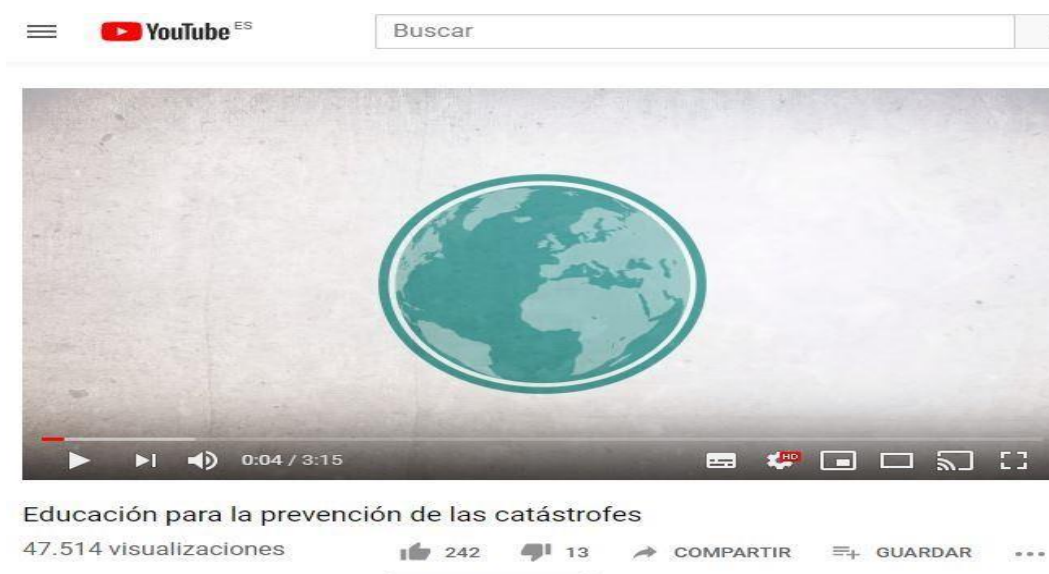 YouTube ES
Buscar
0:04 / 3:15
HD
Educación para la prevención de las catástrofes
47.514 visualizaciones 242 13 COMPARTIR GUARDAR